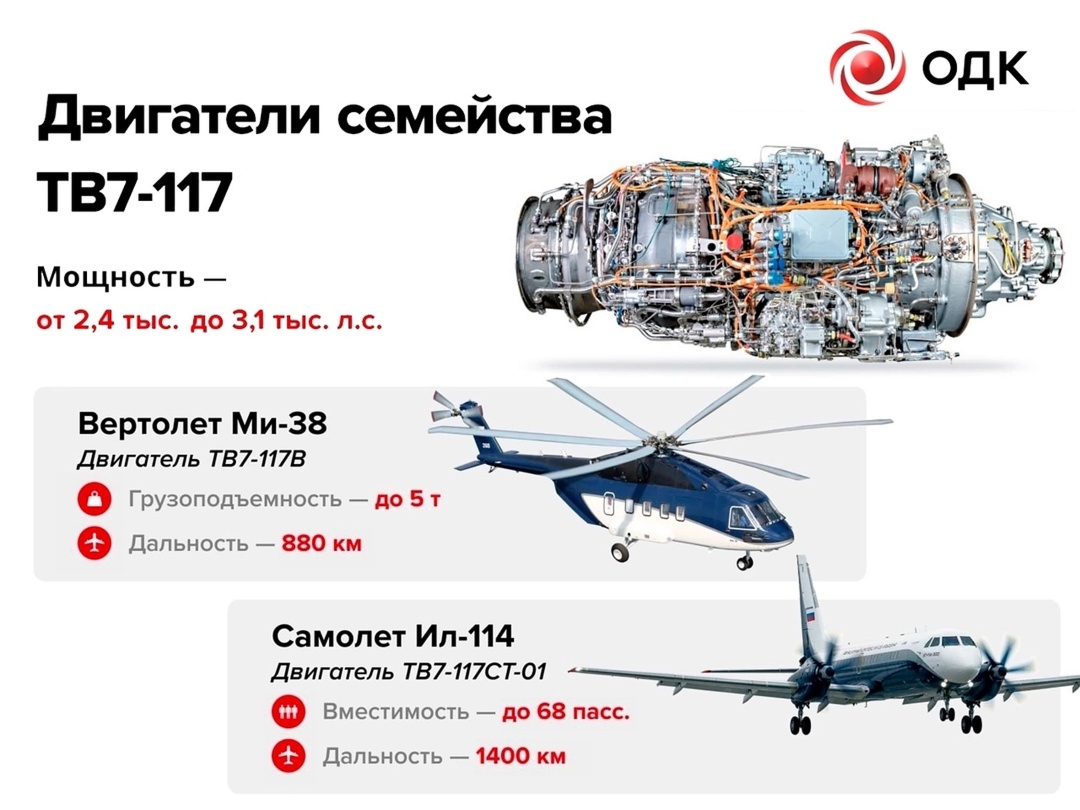 ОДК
Двигатели семейства
ТВ7-117
Мощность —
от 2,4 тыс. до 3,1 тыс. л.с.
Вертолет Ми-38
Двигатель ТВ7-117В
Грузоподъемность — до 5 т
Дальность — 880 км
Самолет Ил-114
Двигатель ТВ7-117СТ-01
Вместимость — до 68 пасс.
Дальность — 1400 км